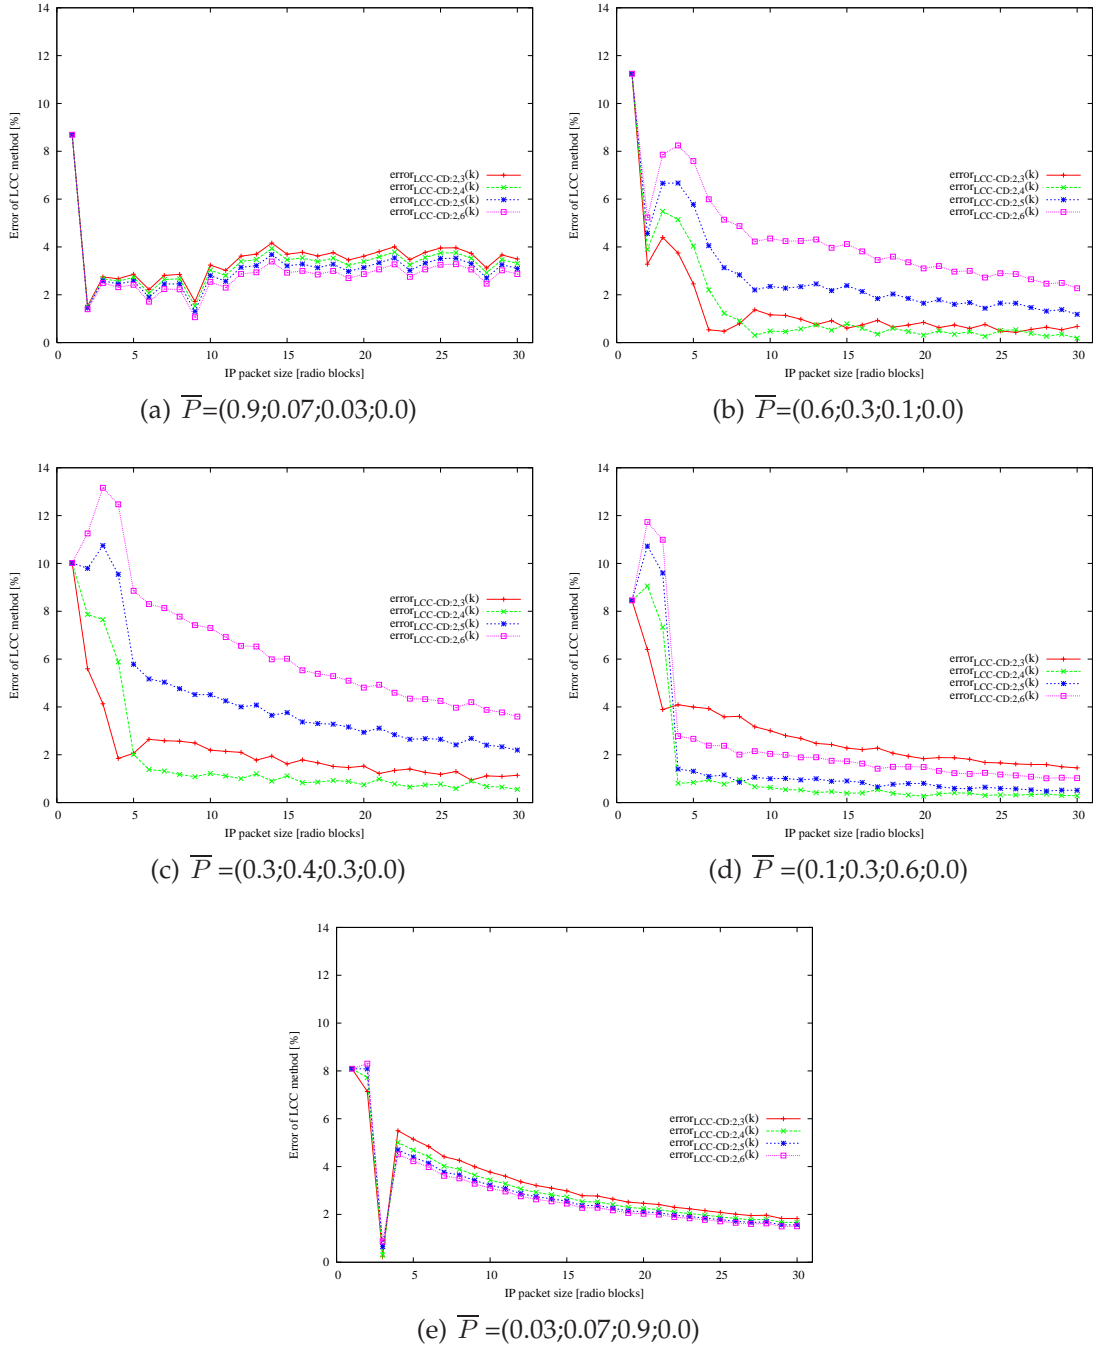 14
12
10
8
6
4
2
0
0 5 10 15 20 25 30
Error of LCC method [%]
IP packet size [radio blocks]
error_LCC-CD:2,3(k)
error_LCC-CD:2,4(k)
error_LCC-CD:2,5(k)
error_LCC-CD:2,6(k)
(a) P̅=(0.9;0.07;0.03;0.0)
14
12
10
8
6
4
2
0
0 5 10 15 20 25 30
Error of LCC method [%]
IP packet size [radio blocks]
error_LCC-CD:2,3(k)
error_LCC-CD:2,4(k)
error_LCC-CD:2,5(k)
error_LCC-CD:2,6(k)
(b) P̅=(0.6;0.3;0.1;0.0)
14
12
10
8
6
4
2
0
0 5 10 15 20 25 30
Error of LCC method [%]
IP packet size [radio blocks]
error_LCC-CD:2,3(k)
error_LCC-CD:2,4(k)
error_LCC-CD:2,5(k)
error_LCC-CD:2,6(k)
(c) P̅ =(0.3;0.4;0.3;0.0)
14
12
10
8
6
4
2
0
0 5 10 15 20 25 30
Error of LCC method [%]
IP packet size [radio blocks]
error_LCC-CD:2,3(k)
error_LCC-CD:2,4(k)
error_LCC-CD:2,5(k)
error_LCC-CD:2,6(k)
(d) P̅ =(0.1;0.3;0.6;0.0)
14
12
10
8
6
4
2
0
0 5 10 15 20 25 30
Error of LCC method [%]
IP packet size [radio blocks]
error_LCC-CD:2,3(k)
error_LCC-CD:2,4(k)
error_LCC-CD:2,5(k)
error_LCC-CD:2,6(k)
(e) P̅ =(0.03;0.07;0.9;0.0)